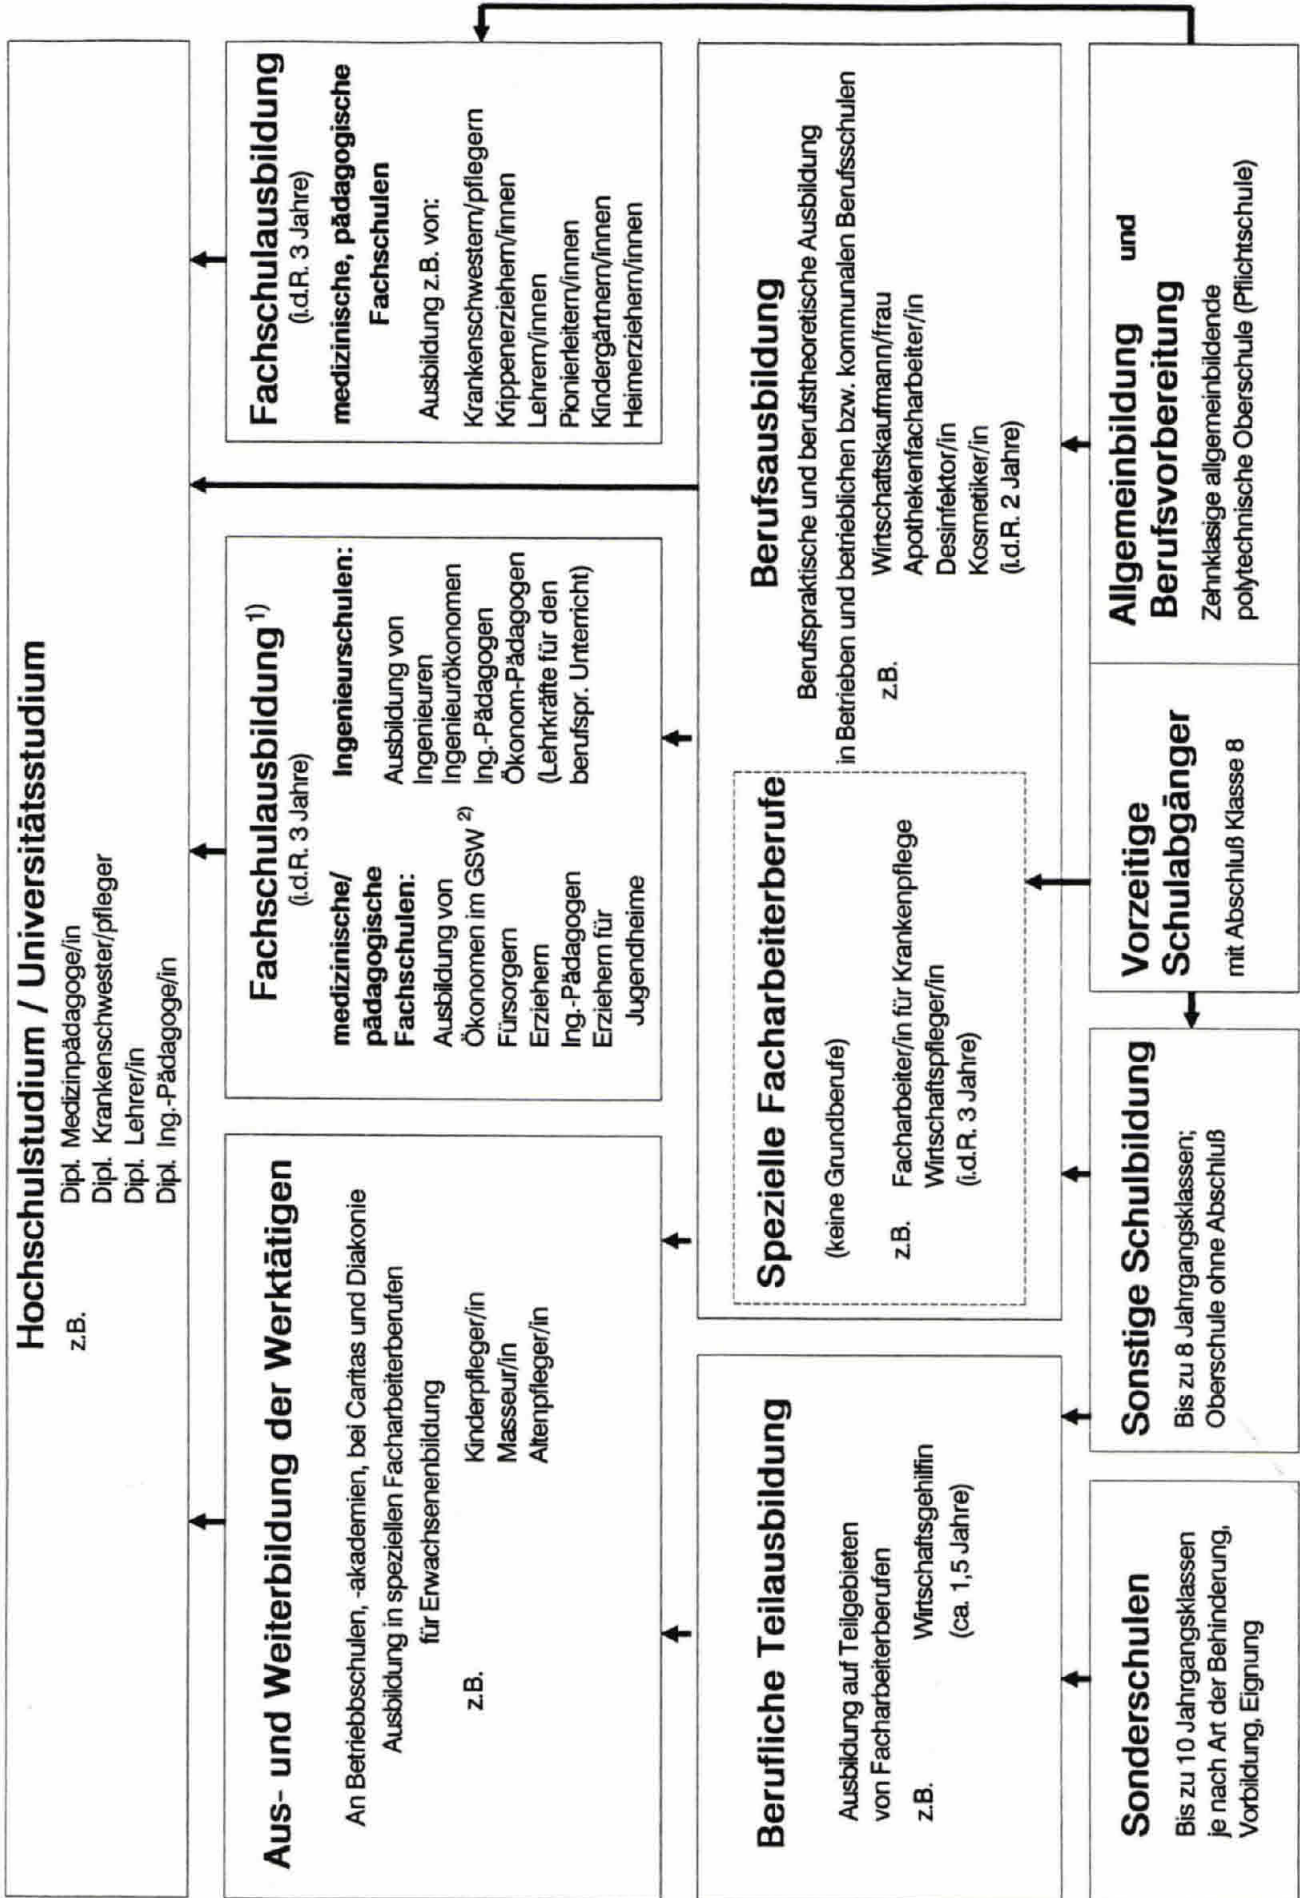 Hochschulstudium / Universitätsstudium
z.B.
Dipl. Medizinpädagoge/in
Dipl. Krankenschwester/pfleger
Dipl. Lehrer/in
Dipl. Ing.-Pädagoge/in
Aus- und Weiterbildung der Werktätigen
An Betriebbschulen, -akademien, bei Caritas und Diakonie
Ausbildung in speziellen Facharbeiterberufen
für Erwachsenenbildung
z.B.
Kinderpfleger/in
Masseur/in
Altenpfleger/in
Fachschulausbildung 1)
(i.d.R. 3 Jahre)
medizinische/
pädagogische
Fachschulen:
Ausbildung von
Ökonomen im GSW 2)
Fürsorgern
Erziehern
Ing.-Pädagogen
Erziehern für
Jugendheime
Ingenieurschulen:
Ausbildung von
Ingenieuren
Ingenieurökonomen
Ing.-Pädagogen
Ökonom-Pädagogen
(Lehrkräfte für den
berufspr. Unterricht)
Fachschulausbildung
(i.d.R. 3 Jahre)
medizinische, pädagogische
Fachschulen
Ausbildung z.B. von:
Krankenschwestern/pflegern
Krippenerziehern/innen
Lehrern/innen
Pionierleitern/innen
Kindergärtnern/innen
Heimerziehern/innen
Berufliche Teilausbildung
Ausbildung auf Teilgebieten
von Facharbeiterberufen
z.B.
Wirtschaftsgehilfin
(ca. 1,5 Jahre)
Spezielle Facharbeiterberufe
(keine Grundberufe)
z.B. Facharbeiter/in für Krankenpflege
Wirtschaftspfleger/in
(i.d.R. 3 Jahre)
Berufsausbildung
Berufspraktische und berufstheoretische Ausbildung
in Betrieben und betrieblichen bzw. kommunalen Berufsschulen
z.B.
Wirtschaftskaufmann/frau
Apothekenfacharbeiter/in
Desinfektor/in
Kosmetiker/in
(i.d.R. 2 Jahre)
Sonderschulen
Bis zu 10 Jahrgangsklassen
je nach Art der Behinderung,
Vorbildung, Eignung
Sonstige Schulbildung
Bis zu 8 Jahrgangsklassen;
Oberschule ohne Abschluß
Vorzeitige
Schulabgänger
mit Abschluß Klasse 8
Allgemeinbildung und
Berufsvorbereitung
Zehnklasige allgemeinbildende
polytechnische Oberschule (Pflichtschule)